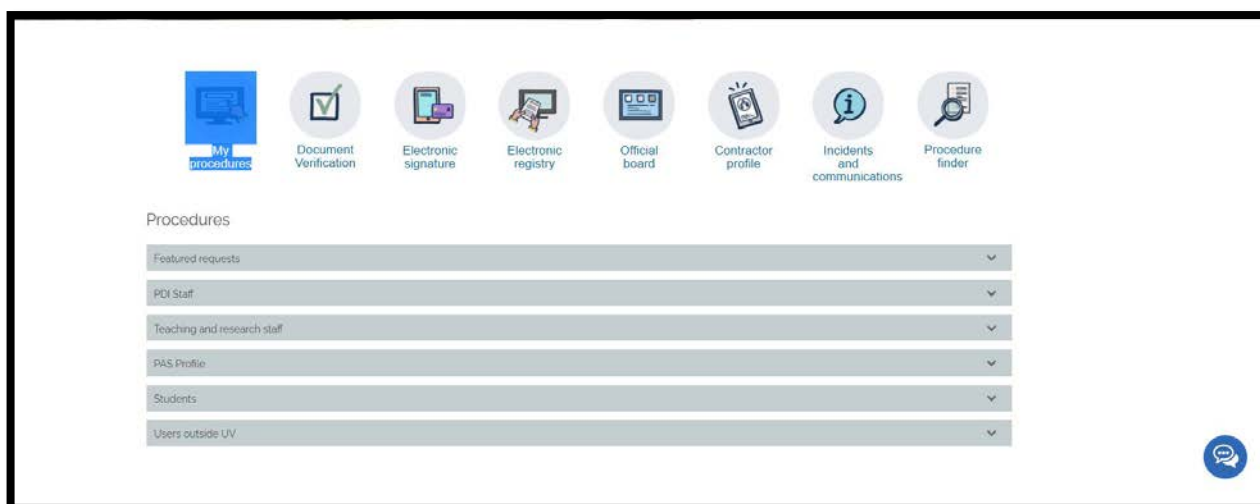 My
procedures
Document
Verification
Electronic
signature
Electronic
registry
Official
board
Contractor
profile
Incidents
and
communications
Procedure
finder
Procedures
Featured requests
PDI Staff
Teaching and research staff
PAS Profile
Students
Users outside UV